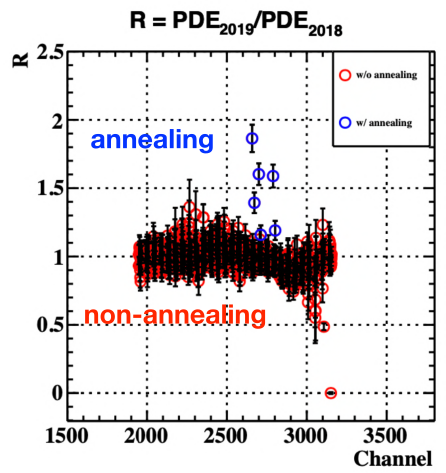 R = PDE2019/PDE2018
R
2.5
w/o annealing
w/ annealing
2
annealing
1.5
1
non-annealing
0.5
0
1500 2000 2500 3000 3500
Channel